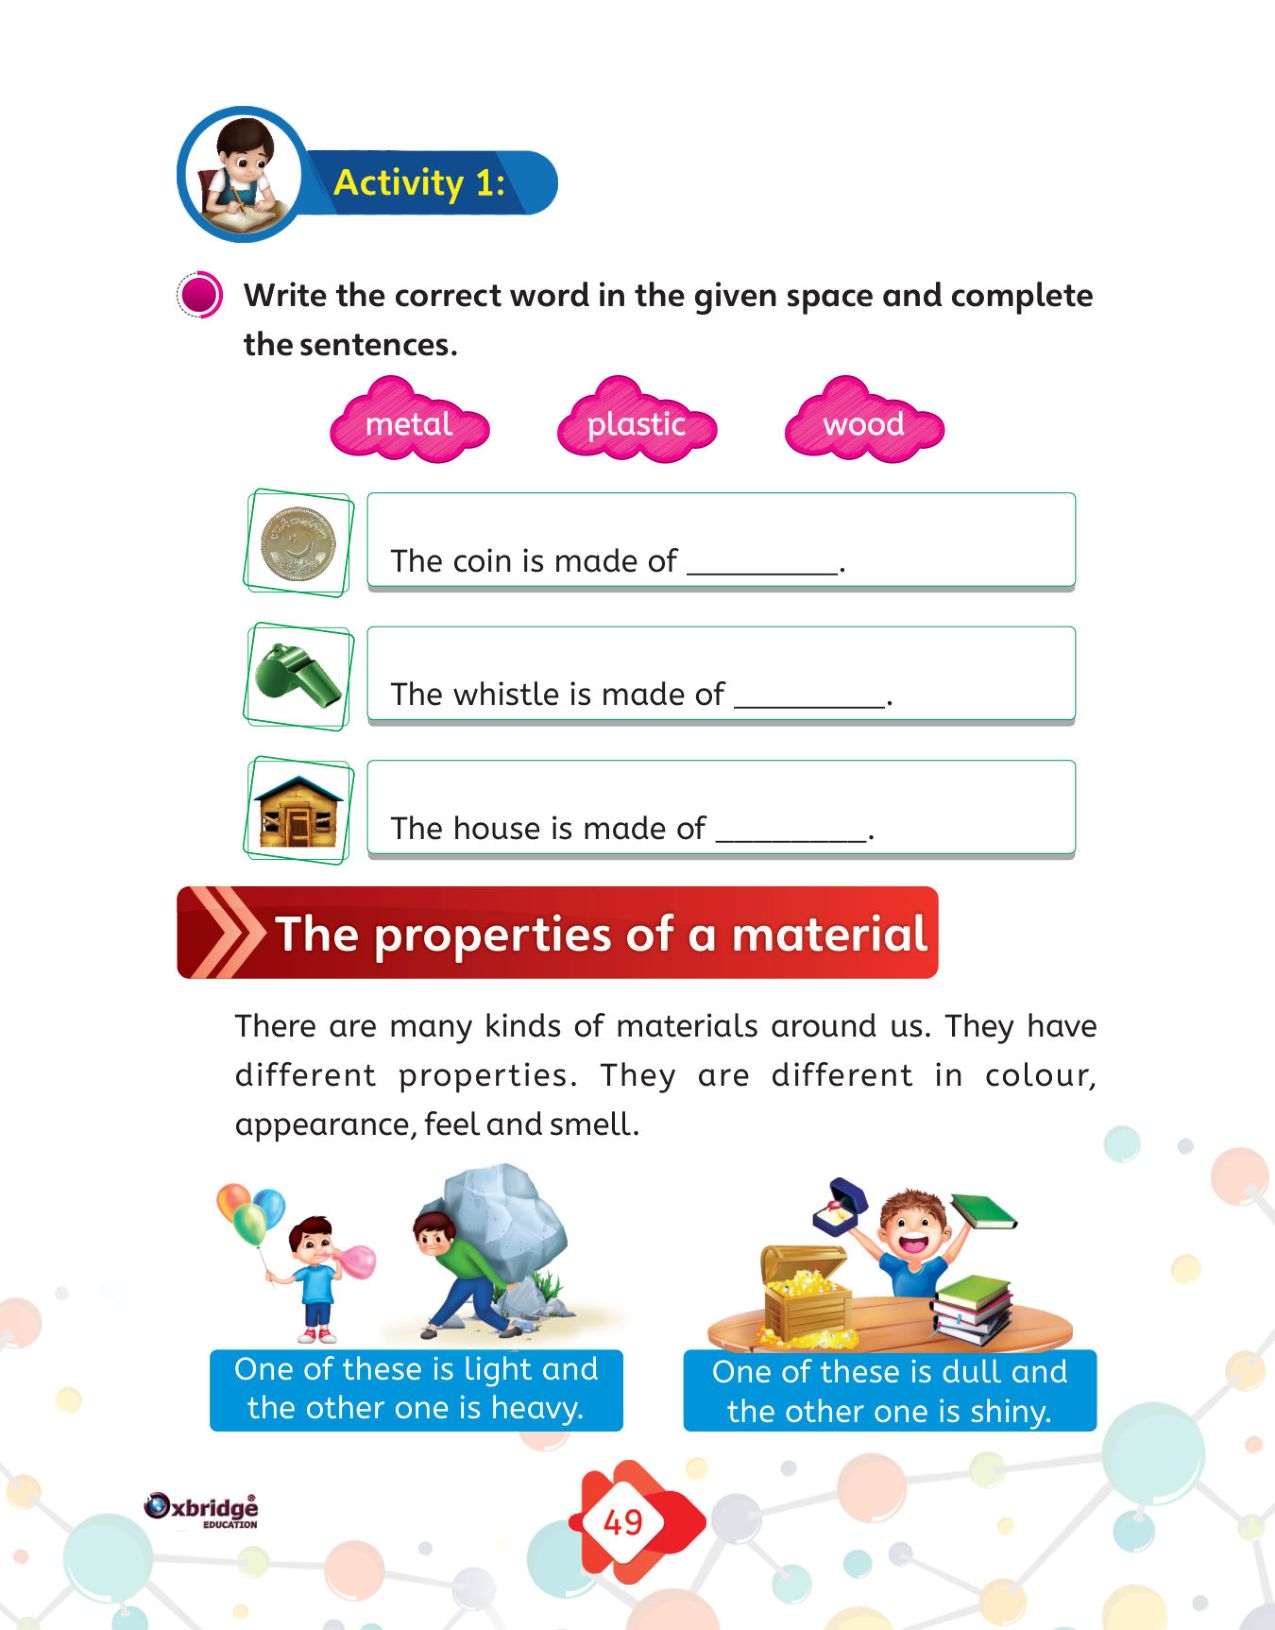 Activity 1:
Write the correct word in the given space and complete
the sentences.
metal
plastic
wood
The coin is made of _________.
The whistle is made of _________.
The house is made of _________.
The properties of a material
There are many kinds of materials around us. They have
different properties. They are different in colour,
appearance, feel and smell.
One of these is light and
the other one is heavy.
One of these is dull and
the other one is shiny.
Oxbridge®
EDUCATION
49